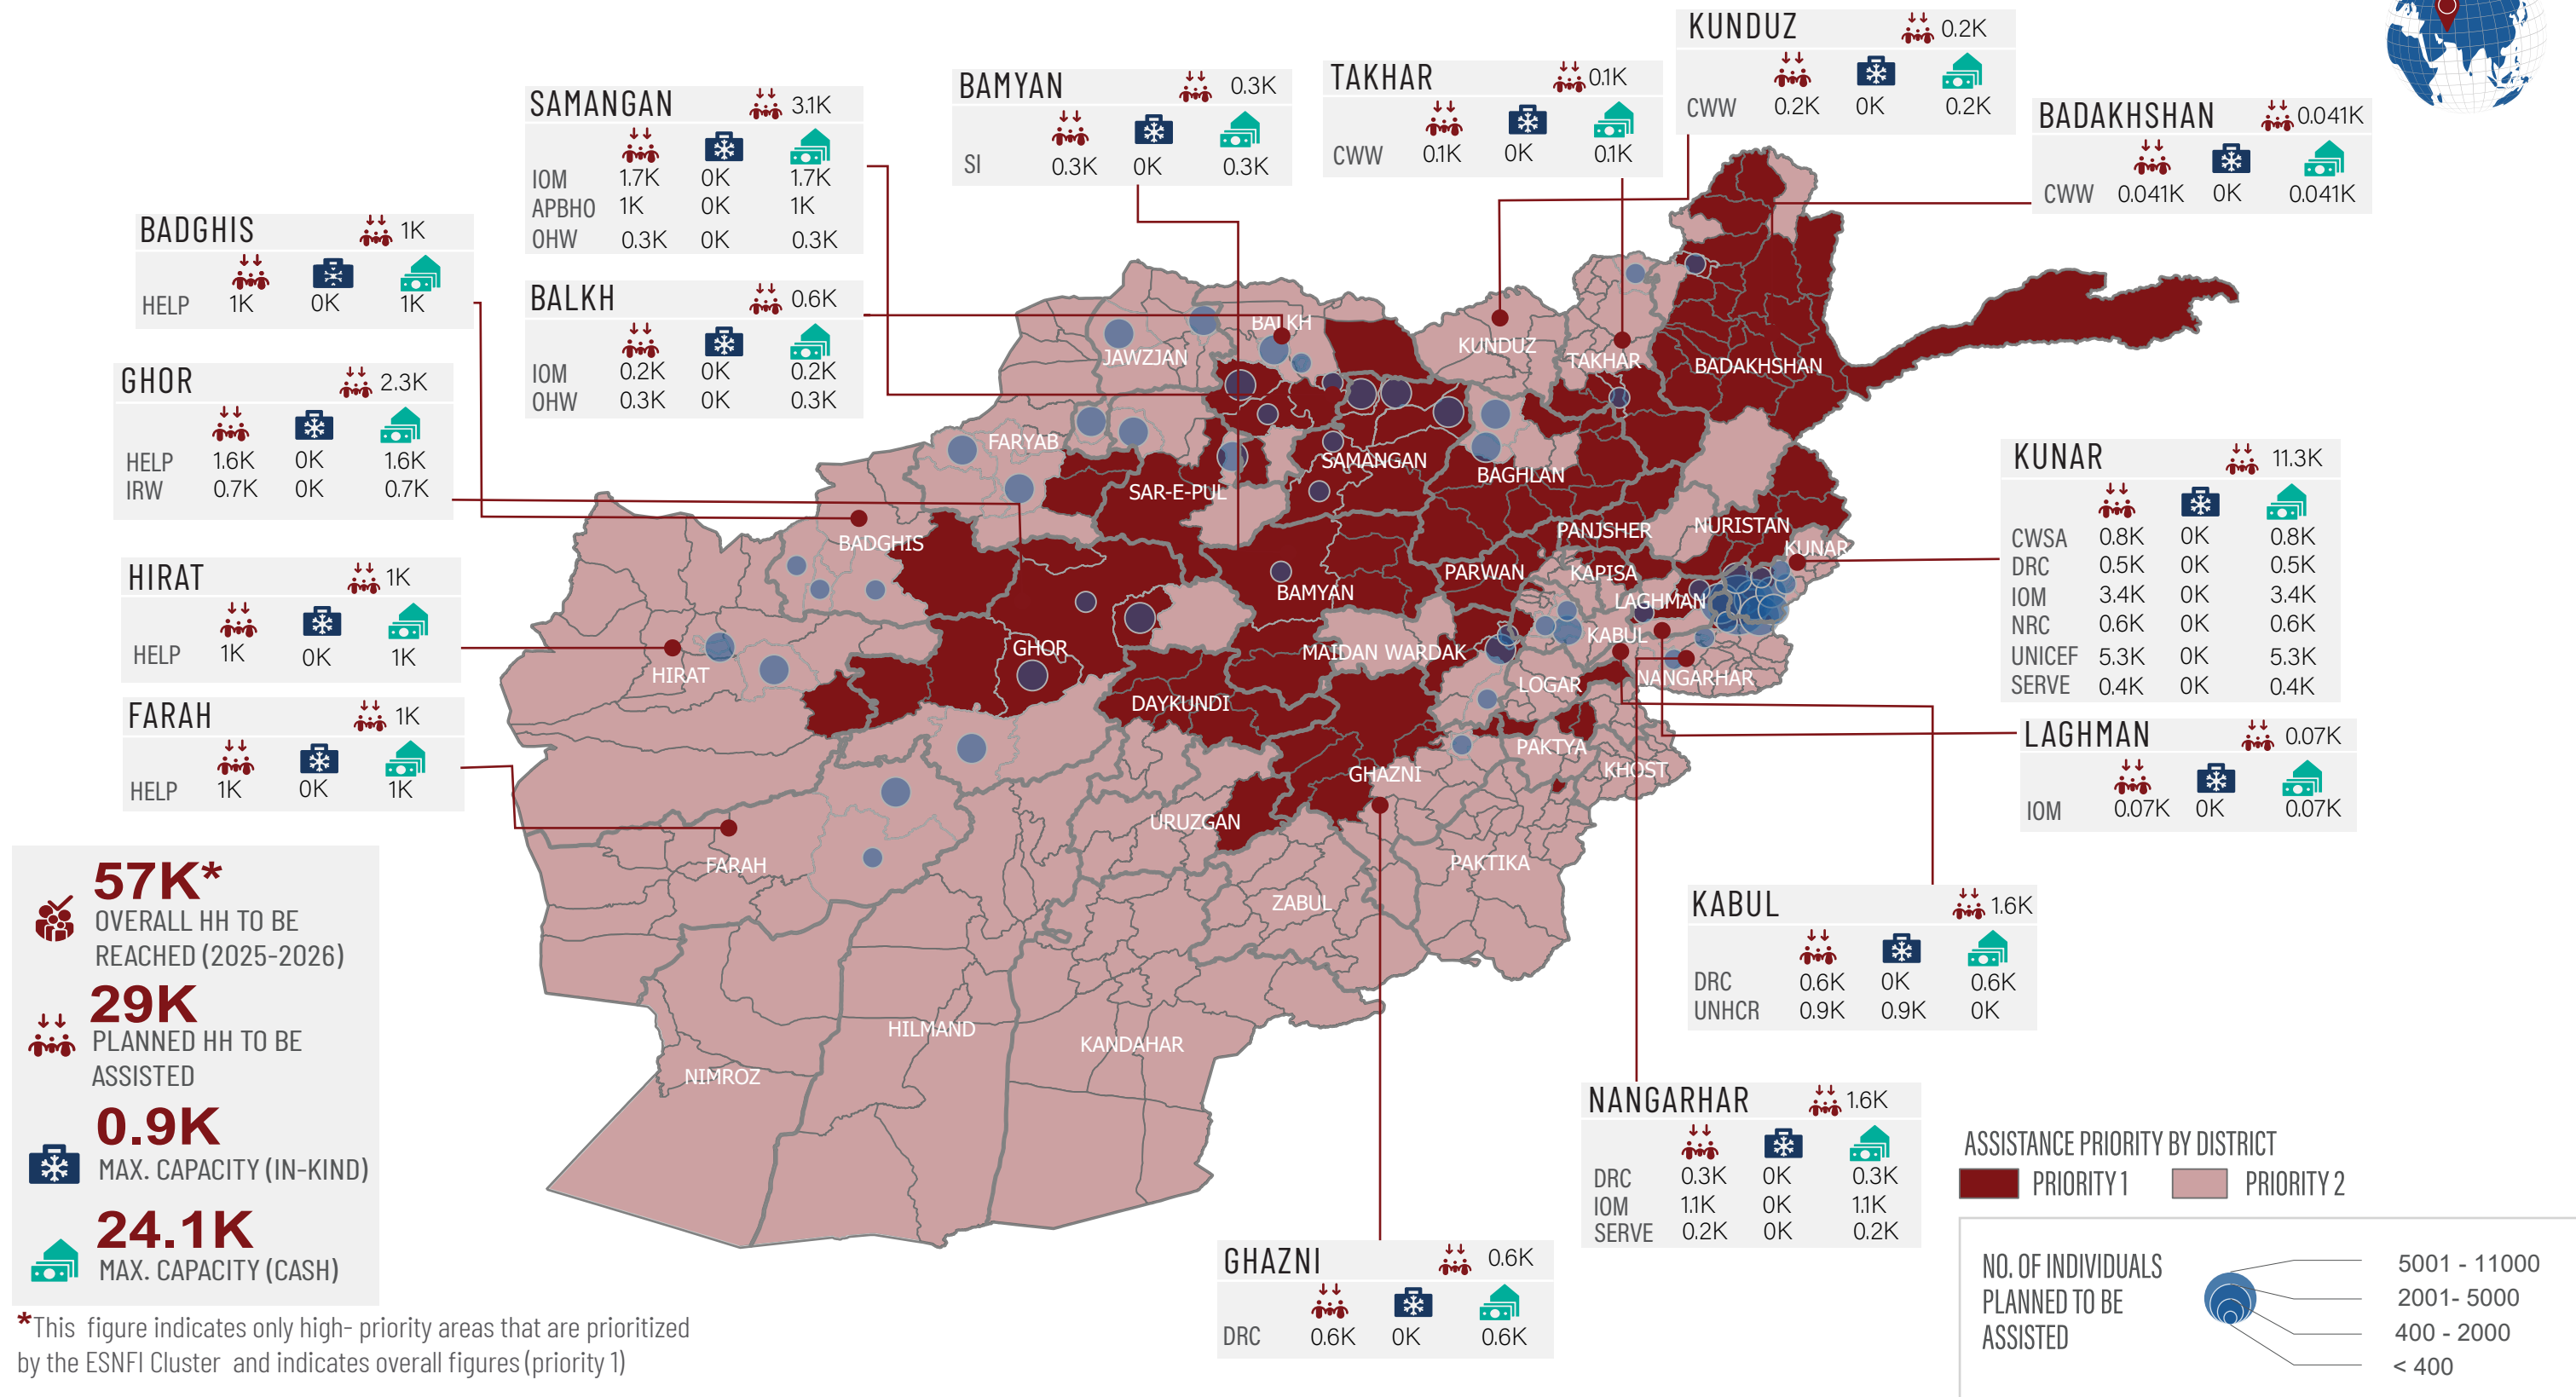 KUNDUZ 0.2K
CWW 0.2K 0K 0.2K
TAKHAR 0.1K
CWW 0.1K 0K 0.1K
BAMYAN 0.3K
SI 0.3K 0K 0.3K
SAMANGAN 3.1K
IOM 1.7K 0K 1.7K
APBHO 1K 0K 1K
OHW 0.3K 0K 0.3K
BADAKHSHAN 0.041K
CWW 0.041K 0K 0.041K
BADGHIS 1K
HELP 1K 0K 1K
BALKH 0.6K
IOM 0.2K 0K 0.2K
OHW 0.3K 0K 0.3K
GHOR 2.3K
HELP 1.6K 0K 1.6K
IRW 0.7K 0K 0.7K
HIRAT 1K
HELP 1K 0K 1K
FARAH 1K
HELP 1K 0K 1K
KUNAR 11.3K
CWSA 0.8K 0K 0.8K
DRC 0.5K 0K 0.5K
IOM 3.4K 0K 3.4K
NRC 0.6K 0K 0.6K
UNICEF 5.3K 0K 5.3K
SERVE 0.4K 0K 0.4K
LAGHMAN 0.07K
IOM 0.07K 0K 0.07K
KABUL 1.6K
DRC 0.6K 0K 0.6K
UNHCR 0.9K 0.9K 0K
NANGARHAR 1.6K
DRC 0.3K 0K 0.3K
IOM 1.1K 0K 1.1K
SERVE 0.2K 0K 0.2K
GHAZNI 0.6K
DRC 0.6K 0K 0.6K
BALKH
JAWZJAN
KUNDUZ
TAKHAR
BADAKHSHAN
FARYAB
SAMANGAN
BAGHLAN
SAR-E-PUL
PANJSHER
NURISTAN
BADGHIS
KUNAR
PARWAN
KAPISA
BAMYAN
LAGHMAN
KABUL
GHOR
MAIDAN WARDAK
HIRAT
LOGAR
NANGARHAR
DAYKUNDI
PAKTYA
GHAZNI
KHOST
URUZGAN
FARAH
PAKTIKA
ZABUL
HILMAND
KANDAHAR
NIMROZ
57K*
OVERALL HH TO BE
REACHED (2025-2026)
29K
PLANNED HH TO BE
ASSISTED
0.9K
MAX. CAPACITY (IN-KIND)
24.1K
MAX. CAPACITY (CASH)
*This figure indicates only high- priority areas that are prioritized
by the ESNFI Cluster and indicates overall figures (priority 1)
ASSISTANCE PRIORITY BY DISTRICT
PRIORITY 1 PRIORITY 2
NO. OF INDIVIDUALS
PLANNED TO BE
ASSISTED
5001 - 11000
2001- 5000
400 - 2000
< 400